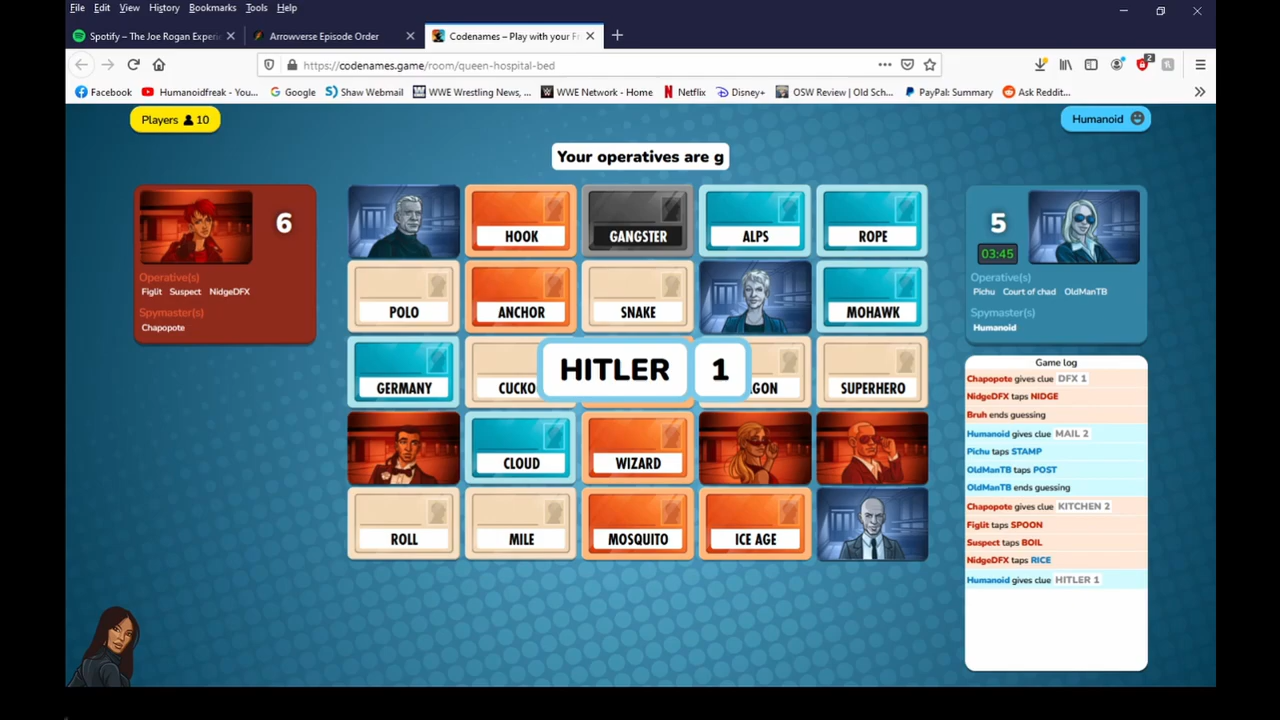 File Edit View History Bookmarks Tools Help
Spotify – The Joe Rogan Experie
Arrowverse Episode Order
Codenames – Play with your Fr
https://codenames.game/room/queen-hospital-bed
2
Facebook Humanoidfreak - You... Google Shaw Webmail WWE Wrestling News, ... WWE Network - Home Netflix Disney+ OSW Review | Old Sch... PayPal: Summary Ask Reddit...
Players 10
Humanoid
Your operatives are g
6
Operative(s)
Figlit Suspect NidgeDFX
Spymaster(s)
Chapopote
HOOK GANGSTER ALPS ROPE
POLO ANCHOR SNAKE MOHAWK
GERMANY CUCKO AGON SUPERHERO
HITLER 1
CLOUD WIZARD
ROLL MILE MOSQUITO ICE AGE
5
03:45
Operative(s)
Pichu Court of chad OldManTB
Spymaster(s)
Humanoid
Game log
Chapopote gives clue DFX 1
NidgeDFX taps NIDGE
Bruh ends guessing
Humanoid gives clue MAIL 2
Pichu taps STAMP
OldManTB taps POST
OldManTB ends guessing
Chapopote gives clue KITCHEN 2
Figlit taps SPOON
Suspect taps BOIL
NidgeDFX taps RICE
Humanoid gives clue HITLER 1